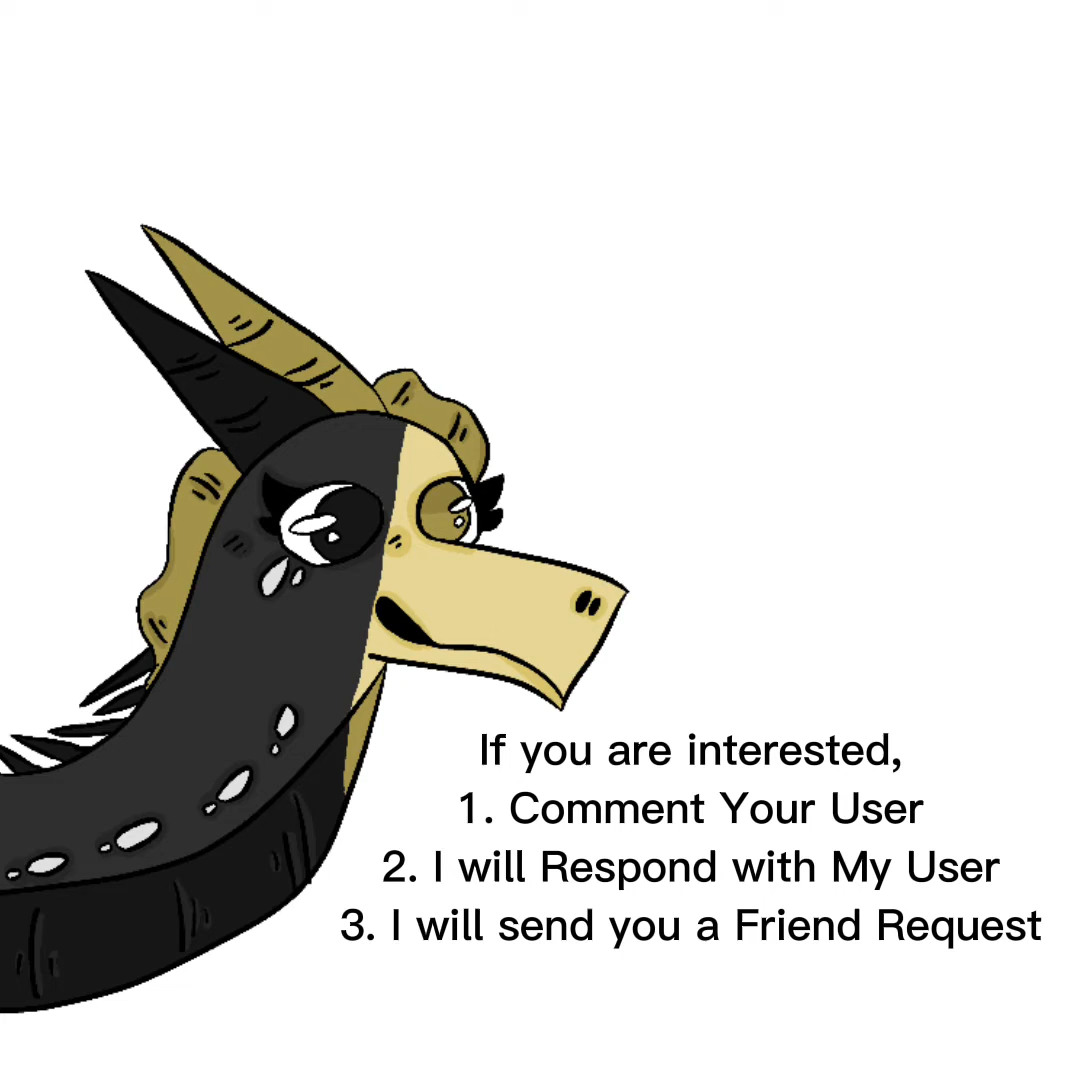 If you are interested,
1. Comment Your User
2. I will Respond with My User
3. I will send you a Friend Request